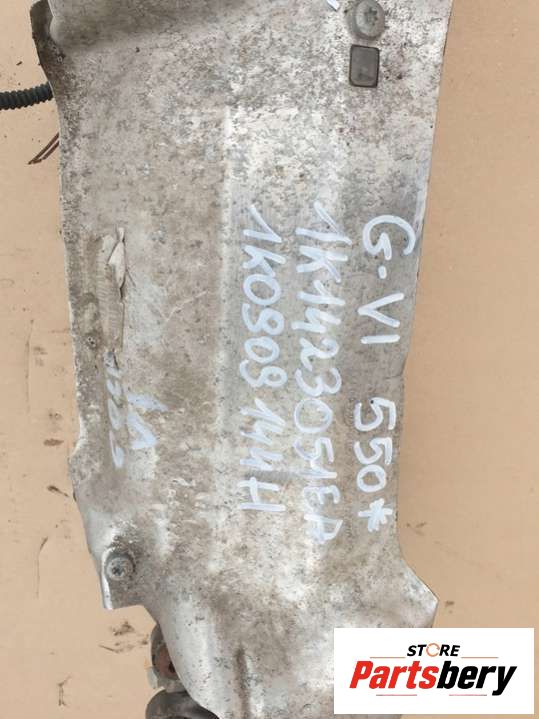 G-VI 550*
1K1423051EP
1K0909144H
STORE
Partsbery